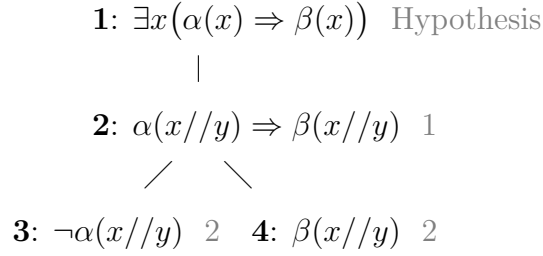 1: ∃x(α(x) ⇒ β(x)) Hypothesis
2: α(x//y) ⇒ β(x//y) 1
3: ¬α(x//y) 2 4: β(x//y) 2